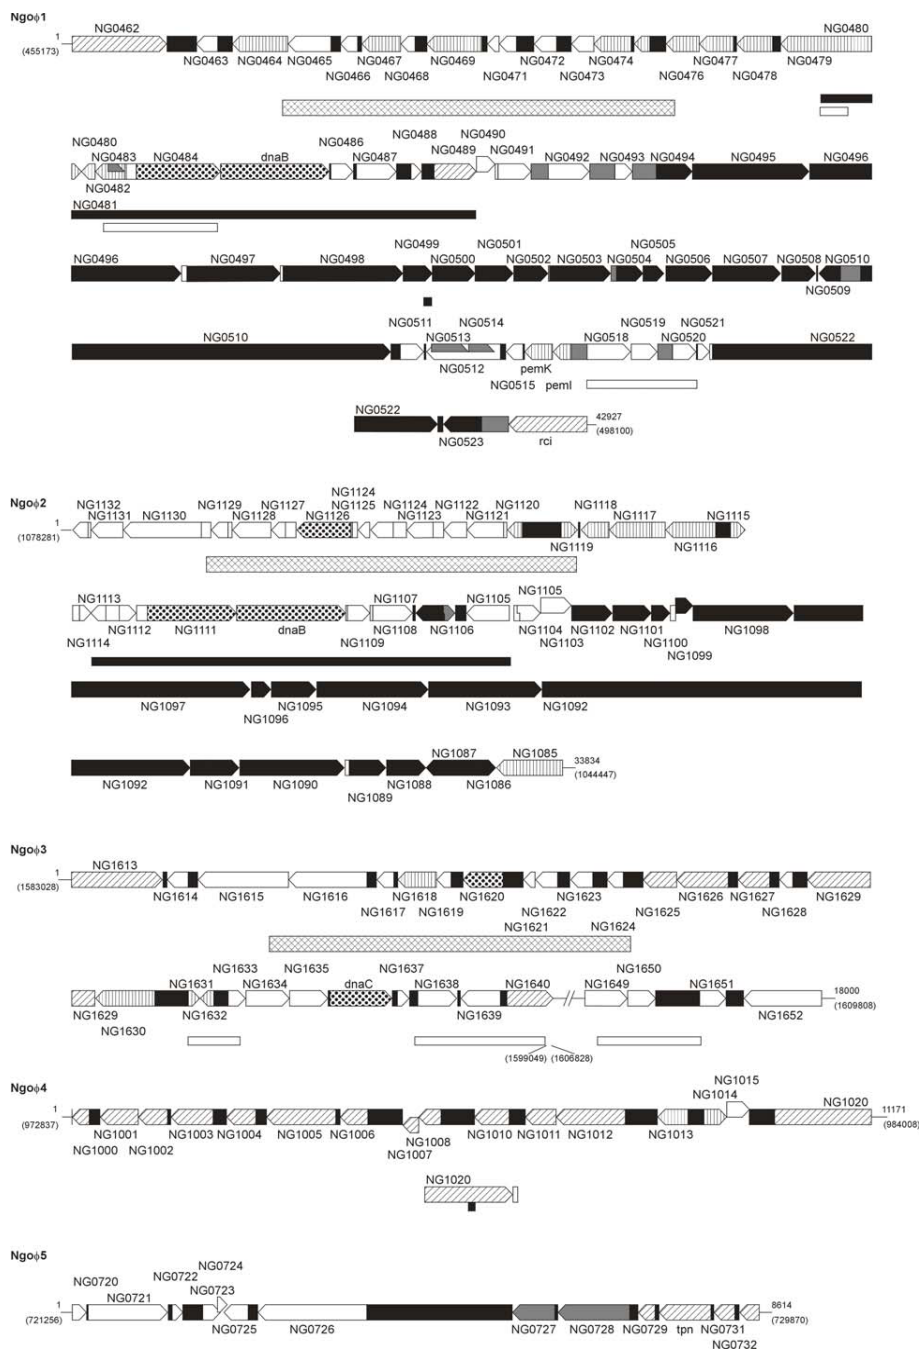 Ngoφ1
NG0462 NG0480
1
(455173)
NG0463 NG0464 NG0465 NG0467 NG0469 NG0472 NG0474 NG0477 NG0479
NG0466 NG0468 NG0471 NG0473 NG0476 NG0478
NG0490
NG0486 NG0488
NG0480 NG0483 NG0484 dnaB NG0487 NG0489 NG0491 NG0492 NG0493 NG0494 NG0495 NG0496
NG0482
NG0481
NG0499 NG0501 NG0505
NG0496 NG0497 NG0498 NG0500 NG0502 NG0503 NG0504 NG0506 NG0507 NG0508 NG0510
NG0509
NG0511 NG0514 NG0519 NG0521
NG0510 NG0513 NG0518 NG0520 NG0522
NG0512 pemK
NG0515 pemI
NG0522
42927
(498100)
NG0523 rci
Ngoφ2
NG1124
NG1132 NG1129 NG1127 NG1125 NG1124 NG1122 NG1120 NG1118
NG1131 NG1130 NG1128 NG1126 NG1123 NG1121 NG1117 NG1115
1
(1078281)
NG1119 NG1116
NG1113 NG1107 NG1105 NG1105
NG1114 NG1112 NG1111 dnaB NG1109 NG1108 NG1106 NG1104 NG1103 NG1102 NG1101 NG1100 NG1099 NG1098
NG1097 NG1096 NG1095 NG1094 NG1093 NG1092
NG1087 NG1085
33834
(1044447)
NG1092 NG1091 NG1090 NG1089 NG1088 NG1086
Ngoφ3
NG1613
1
(1583028)
NG1614 NG1615 NG1616 NG1618 NG1620 NG1623 NG1626 NG1627 NG1629
NG1617 NG1619 NG1622 NG1625 NG1628
NG1621 NG1624
NG1633 NG1635 NG1637 NG1650
NG1631 NG1634 dnaC NG1638 NG1640 NG1649 NG1651
18000
(1609808)
NG1629 NG1632 NG1639 NG1652
NG1630
(1599049) (1606828)
Ngoφ4
NG1015
NG1014 NG1020
1
(972837)
11171
(984008)
NG1001 NG1003 NG1004 NG1005 NG1006 NG1008 NG1010 NG1011 NG1012 NG1013
NG1000 NG1002 NG1007
NG1020
Ngoφ5
NG0724
NG0720 NG0722
NG0721 NG0723
1
(721256)
8614
(729870)
NG0725 NG0726 NG0727 NG0728 NG0729 tpn NG0731
NG0732